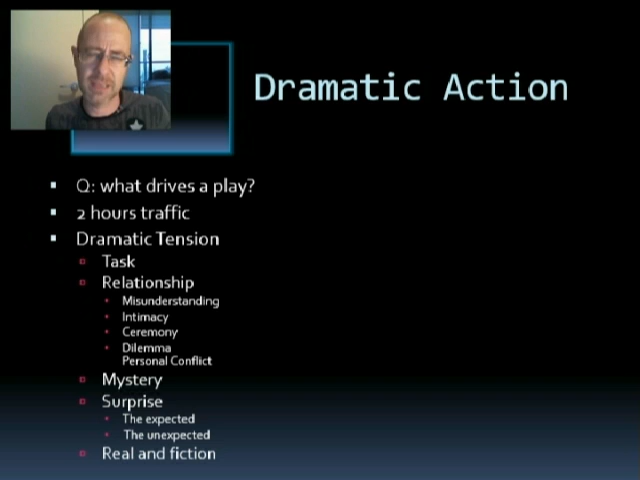 Dramatic Action
Q: what drives a play?
2 hours traffic
Dramatic Tension
Task
Relationship
Misunderstanding
Intimacy
Ceremony
Dilemma
Personal Conflict
Mystery
Surprise
The expected
The unexpected
Real and fiction